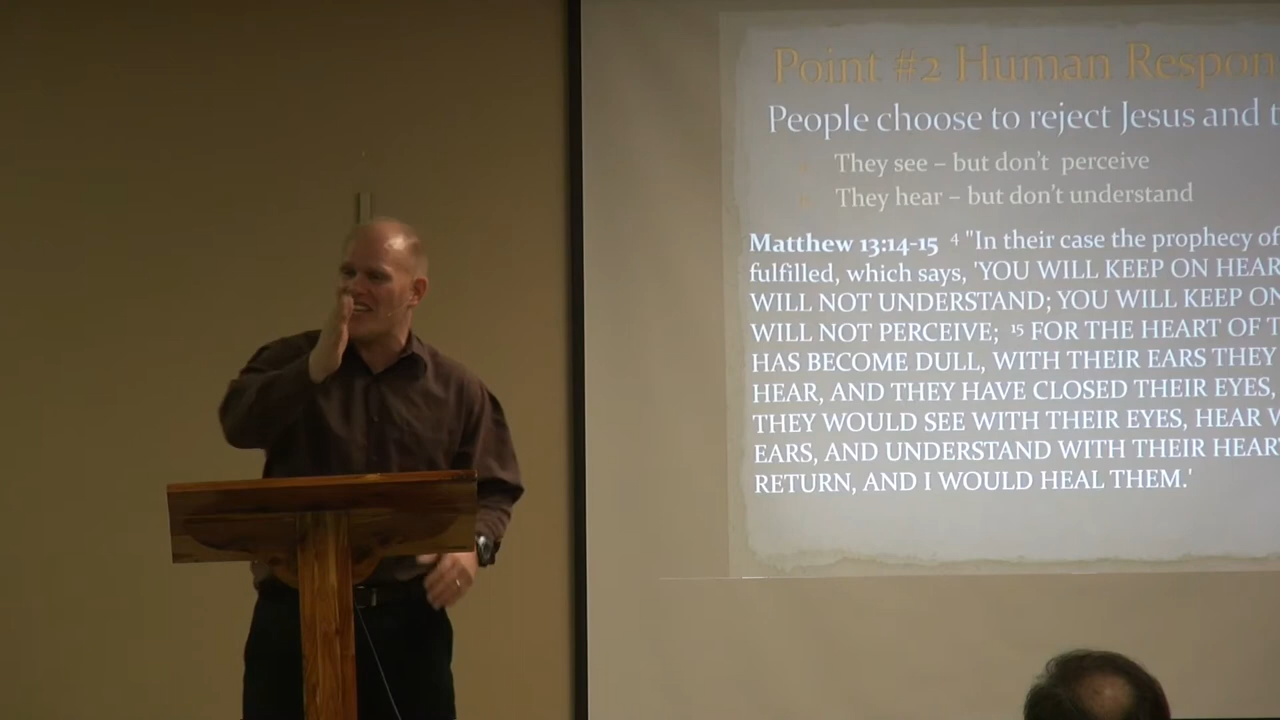 Point #2 Human Respon
People choose to reject Jesus and t
They see – but don't perceive
They hear – but don't understand
Matthew 13:14-15 4 "In their case the prophecy of
fulfilled, which says, 'YOU WILL KEEP ON HEAR
WILL NOT UNDERSTAND; YOU WILL KEEP ON
WILL NOT PERCEIVE; 15 FOR THE HEART OF T
HAS BECOME DULL, WITH THEIR EARS THEY
HEAR, AND THEY HAVE CLOSED THEIR EYES,
THEY WOULD SEE WITH THEIR EYES, HEAR W
EARS, AND UNDERSTAND WITH THEIR HEAR
RETURN, AND I WOULD HEAL THEM.'